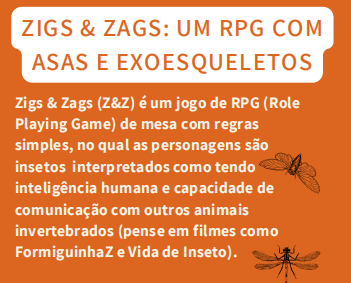 ZIGS & ZAGS: UM RPG COM
ASAS E EXOESQUELETOS
Zigs & Zags (Z&Z) é um jogo de RPG (Role
Playing Game) de mesa com regras
simples, no qual as personagens são
insetos interpretados como tendo
inteligência humana e capacidade de
comunicação com outros animais
invertebrados (pense em filmes como
FormiguinhaZ e Vida de Inseto).